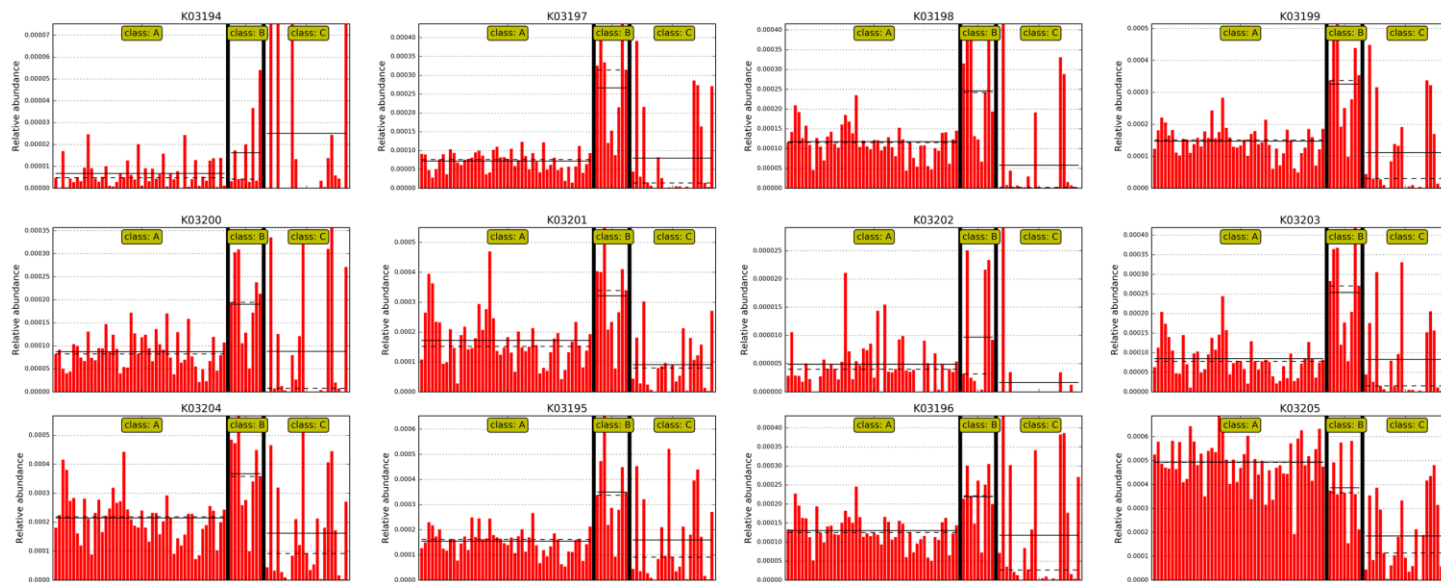 K03194
class: A class: B class: C
Relative abundance
0.00007
0.00006
0.00005
0.00004
0.00003
0.00002
0.00001
0.00000
K03197
class: A class: B class: C
Relative abundance
0.00040
0.00035
0.00030
0.00025
0.00020
0.00015
0.00010
0.00005
0.00000
K03198
class: A class: B class: C
Relative abundance
0.00040
0.00035
0.00030
0.00025
0.00020
0.00015
0.00010
0.00005
0.00000
K03199
class: A class: B class: C
Relative abundance
0.0005
0.0004
0.0003
0.0002
0.0001
0.0000
K03200
class: A class: B class: C
Relative abundance
0.00035
0.00030
0.00025
0.00020
0.00015
0.00010
0.00005
0.00000
K03201
class: A class: B class: C
Relative abundance
0.0005
0.0004
0.0003
0.0002
0.0001
0.0000
K03202
class: A class: B class: C
Relative abundance
0.000025
0.000020
0.000015
0.000010
0.000005
0.000000
K03203
class: A class: B class: C
Relative abundance
0.00040
0.00035
0.00030
0.00025
0.00020
0.00015
0.00010
0.00005
0.00000
K03204
class: A class: B class: C
Relative abundance
0.0005
0.0004
0.0003
0.0002
0.0001
0.0000
K03195
class: A class: B class: C
Relative abundance
0.0006
0.0005
0.0004
0.0003
0.0002
0.0001
0.0000
K03196
class: A class: B class: C
Relative abundance
0.00040
0.00035
0.00030
0.00025
0.00020
0.00015
0.00010
0.00005
0.00000
K03205
class: A class: B class: C
Relative abundance
0.0006
0.0005
0.0004
0.0003
0.0002
0.0001
0.0000